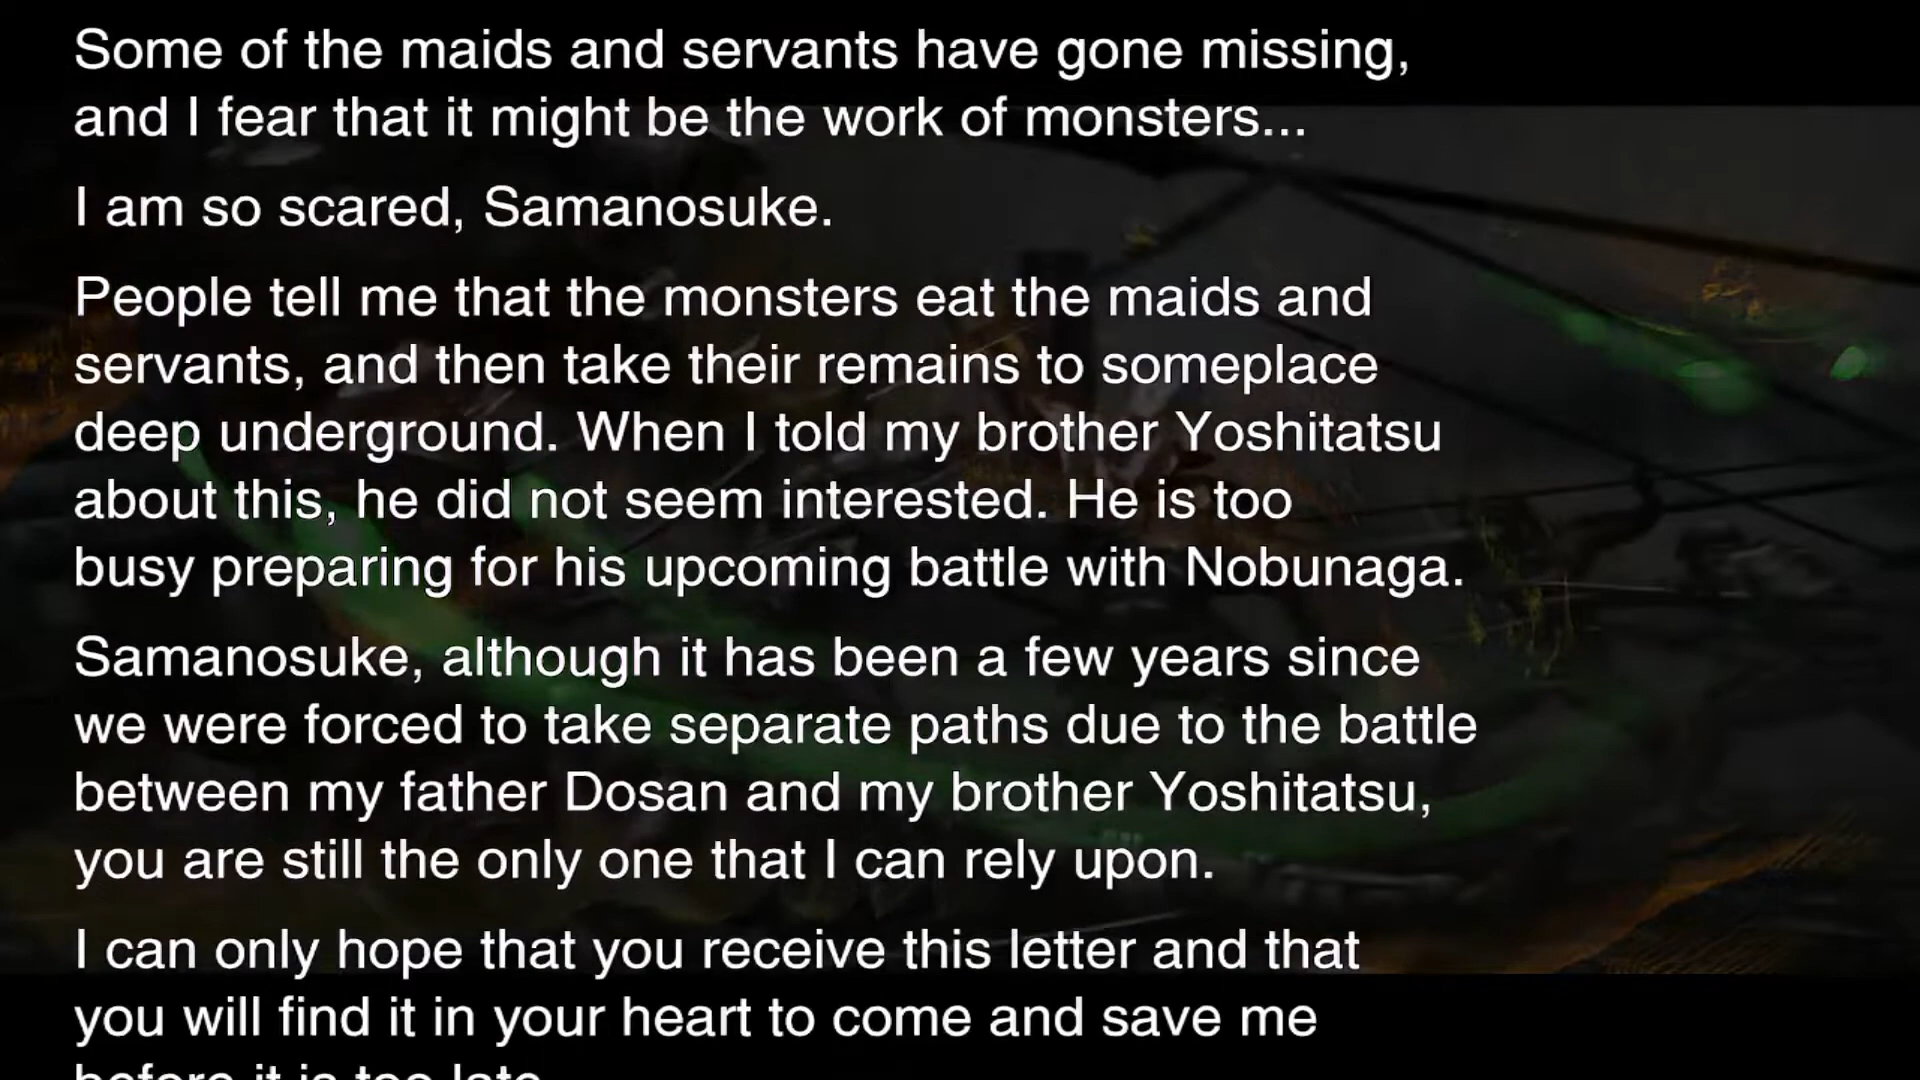 Some of the maids and servants have gone missing,
and I fear that it might be the work of monsters...
I am so scared, Samanosuke.
People tell me that the monsters eat the maids and
servants, and then take their remains to someplace
deep underground. When I told my brother Yoshitatsu
about this, he did not seem interested. He is too
busy preparing for his upcoming battle with Nobunaga.
Samanosuke, although it has been a few years since
we were forced to take separate paths due to the battle
between my father Dosan and my brother Yoshitatsu,
you are still the only one that I can rely upon.
I can only hope that you receive this letter and that
you will find it in your heart to come and save me
before it is too late